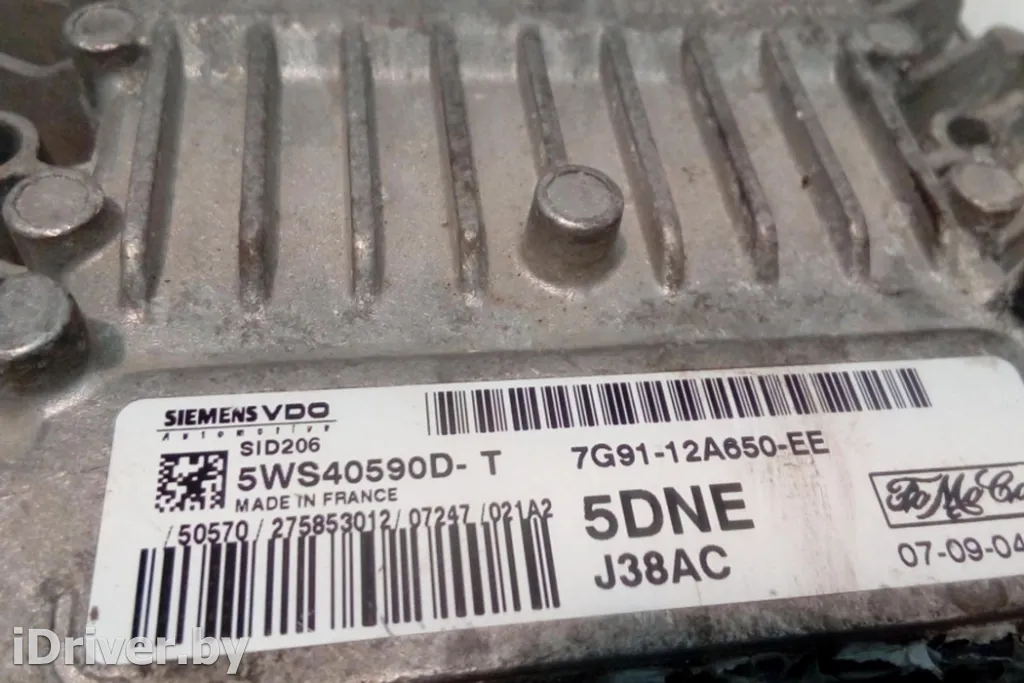 SIEMENS VDO
Automotive
SID206
5WS40590D-T
7G91-12A650-EE
MADE IN FRANCE
/50570/275853012/07247/021A2
5DNE
J38AC
FoMoCo
07-09-04
iDriver.by